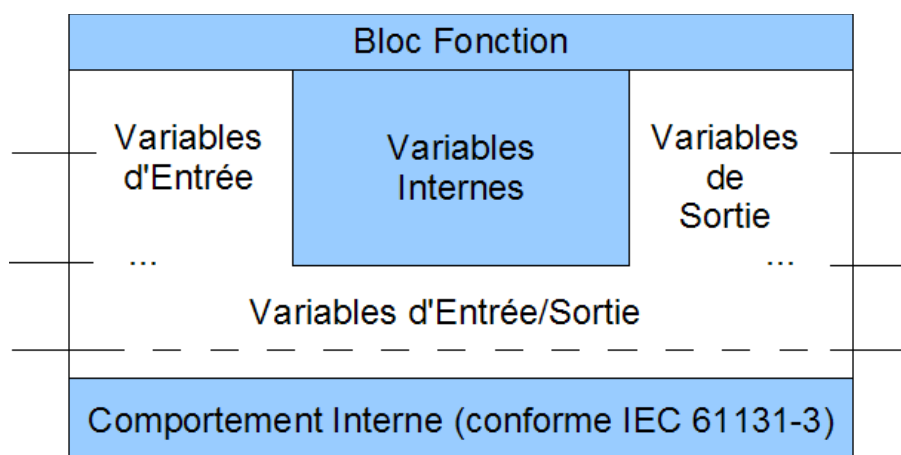 Bloc Fonction
Variables
d'Entrée
...
Variables
Internes
Variables
de
Sortie
...
Variables d'Entrée/Sortie
Comportement Interne (conforme IEC 61131-3)